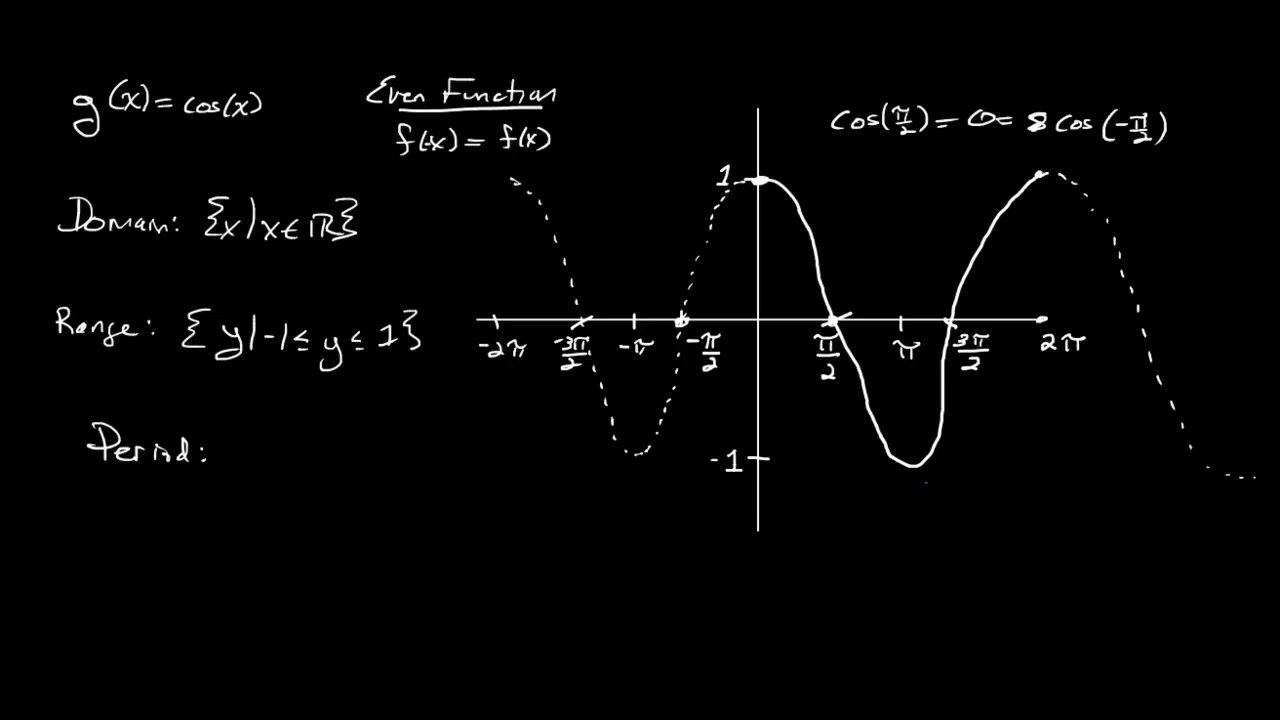 g(x) = cos(x)
Even Function
f(-x) = f(x)
cos(π/2) = 0 = cos(-π/2)
Domain: {x | x ∈ ℝ}
Range: {y | -1 ≤ y ≤ 1}
Period:
1
-2π -3π/2 -π -π/2 π/2 π 3π/2 2π
-1